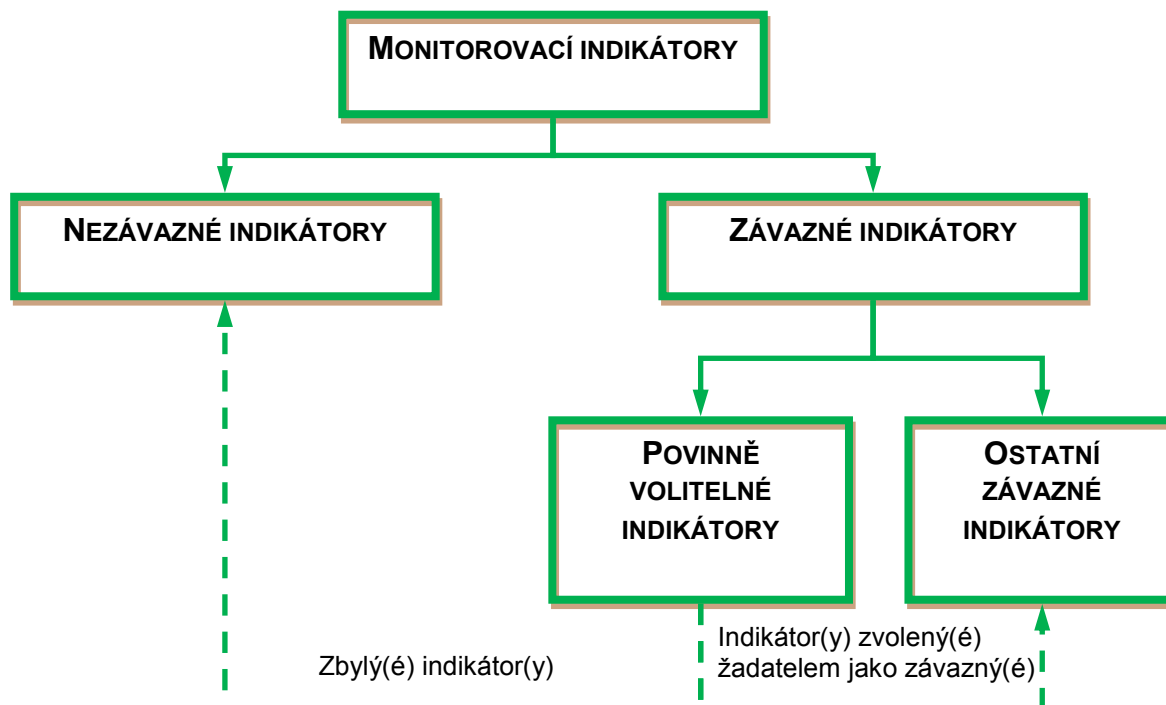 MONITOROVACÍ INDIKÁTORY
NEZÁVAZNÉ INDIKÁTORY
ZÁVAZNÉ INDIKÁTORY
POVINNĚ
VOLITELNÉ
INDIKÁTORY
OSTATNÍ
ZÁVAZNÉ
INDIKÁTORY
Zbylý(é) indikátor(y)
Indikátor(y) zvolený(é)
žadatelem jako závazný(é)